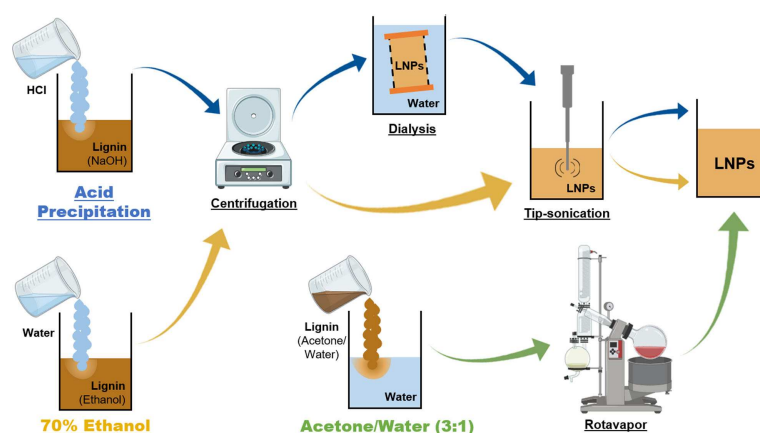 HCl
Lignin
(NaOH)
Acid
Precipitation
Centrifugation
LNPs
Water
Dialysis
LNPs
Tip-sonication
LNPs
Water
Lignin
(Ethanol)
70% Ethanol
Lignin
(Acetone/
Water)
Water
Acetone/Water (3:1)
Rotavapor